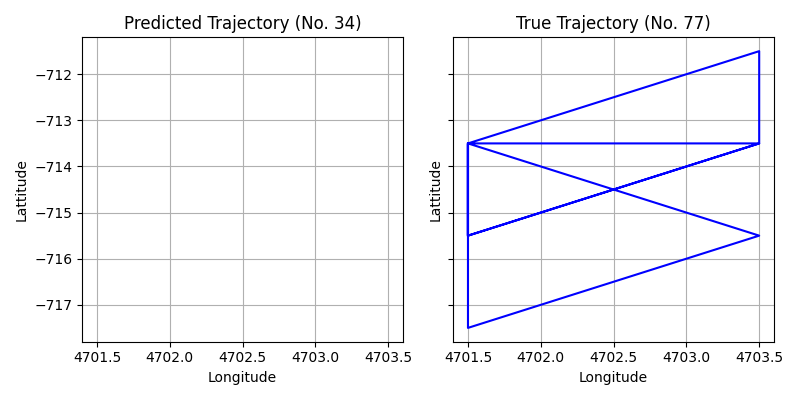 Predicted Trajectory (No. 34)
−712
−713
−714
−715
−716
−717
Lattitude
4701.5 4702.0 4702.5 4703.0 4703.5
Longitude
True Trajectory (No. 77)
Lattitude
4701.5 4702.0 4702.5 4703.0 4703.5
Longitude